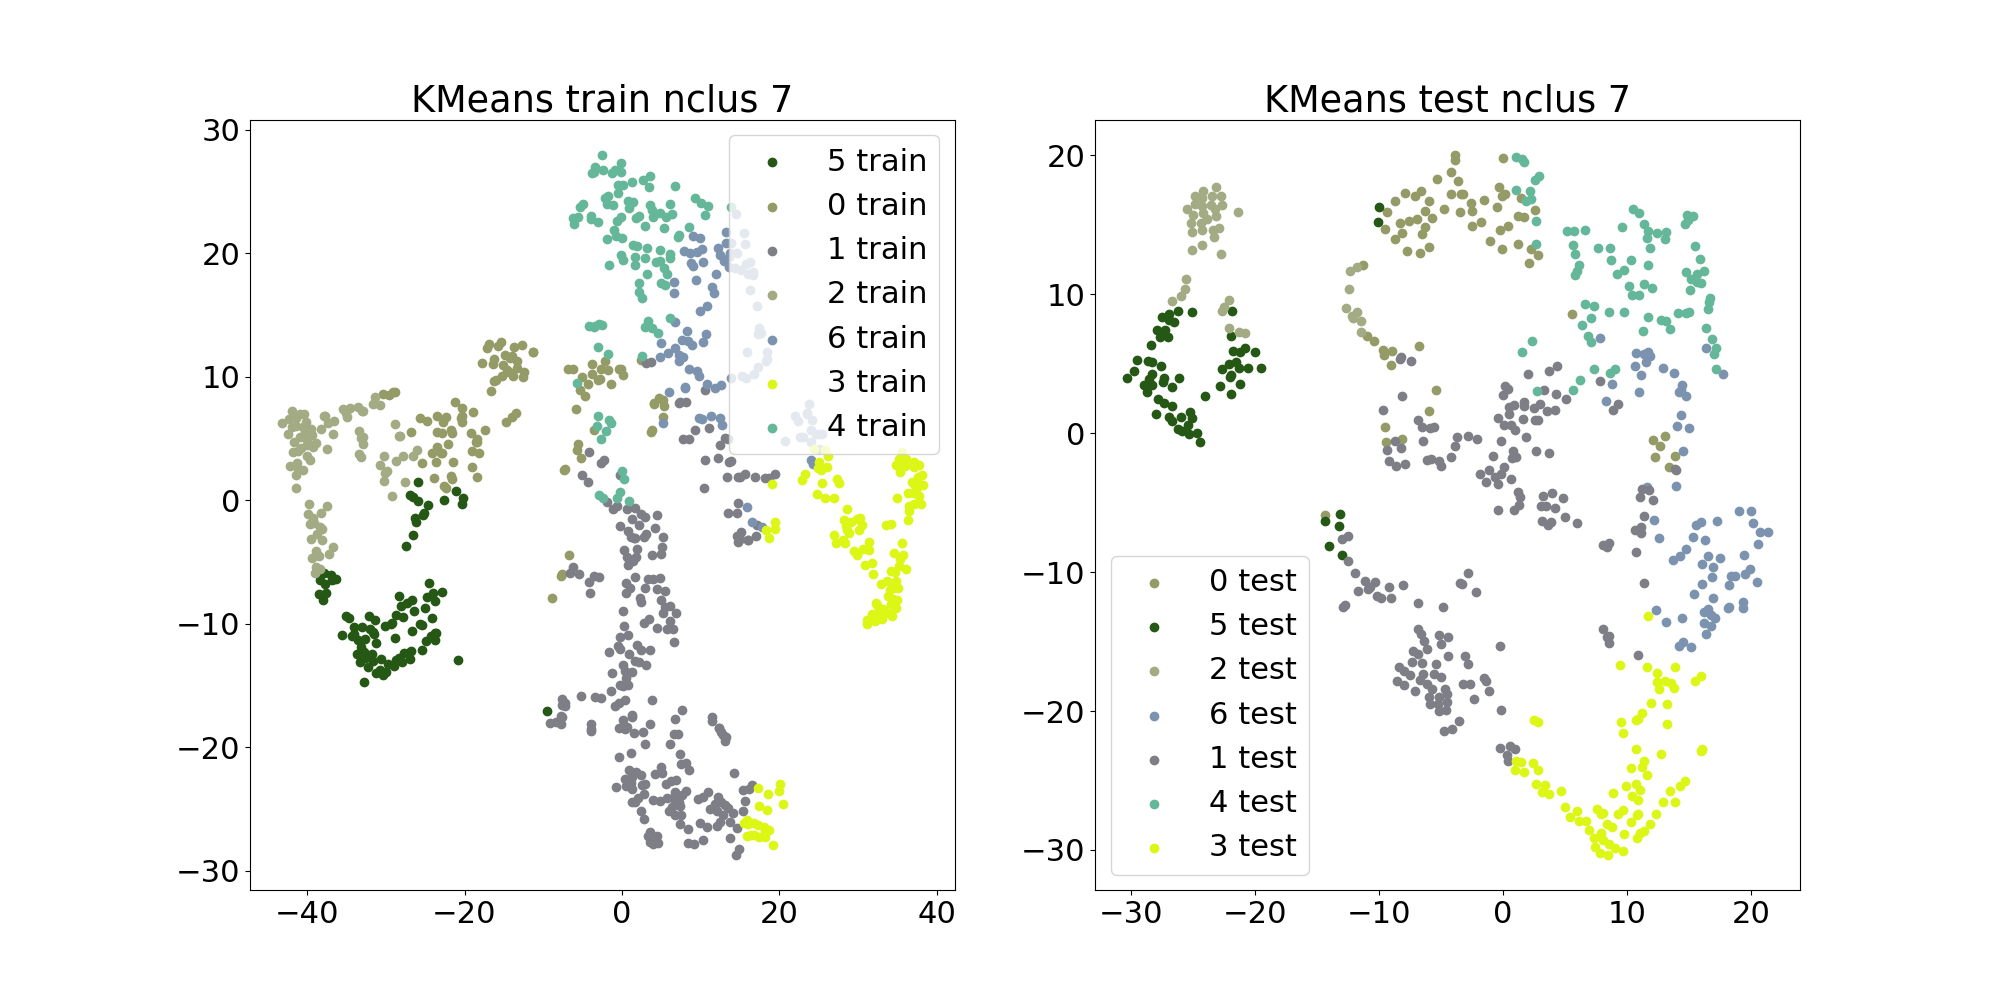 KMeans train nclus 7
30
20
10
0
−10
−20
−30
−40
−20
0
20
40
5 train
0 train
1 train
2 train
6 train
3 train
4 train
KMeans test nclus 7
20
10
0
−10
−20
−30
−30
−20
−10
0
10
20
0 test
5 test
2 test
6 test
1 test
4 test
3 test